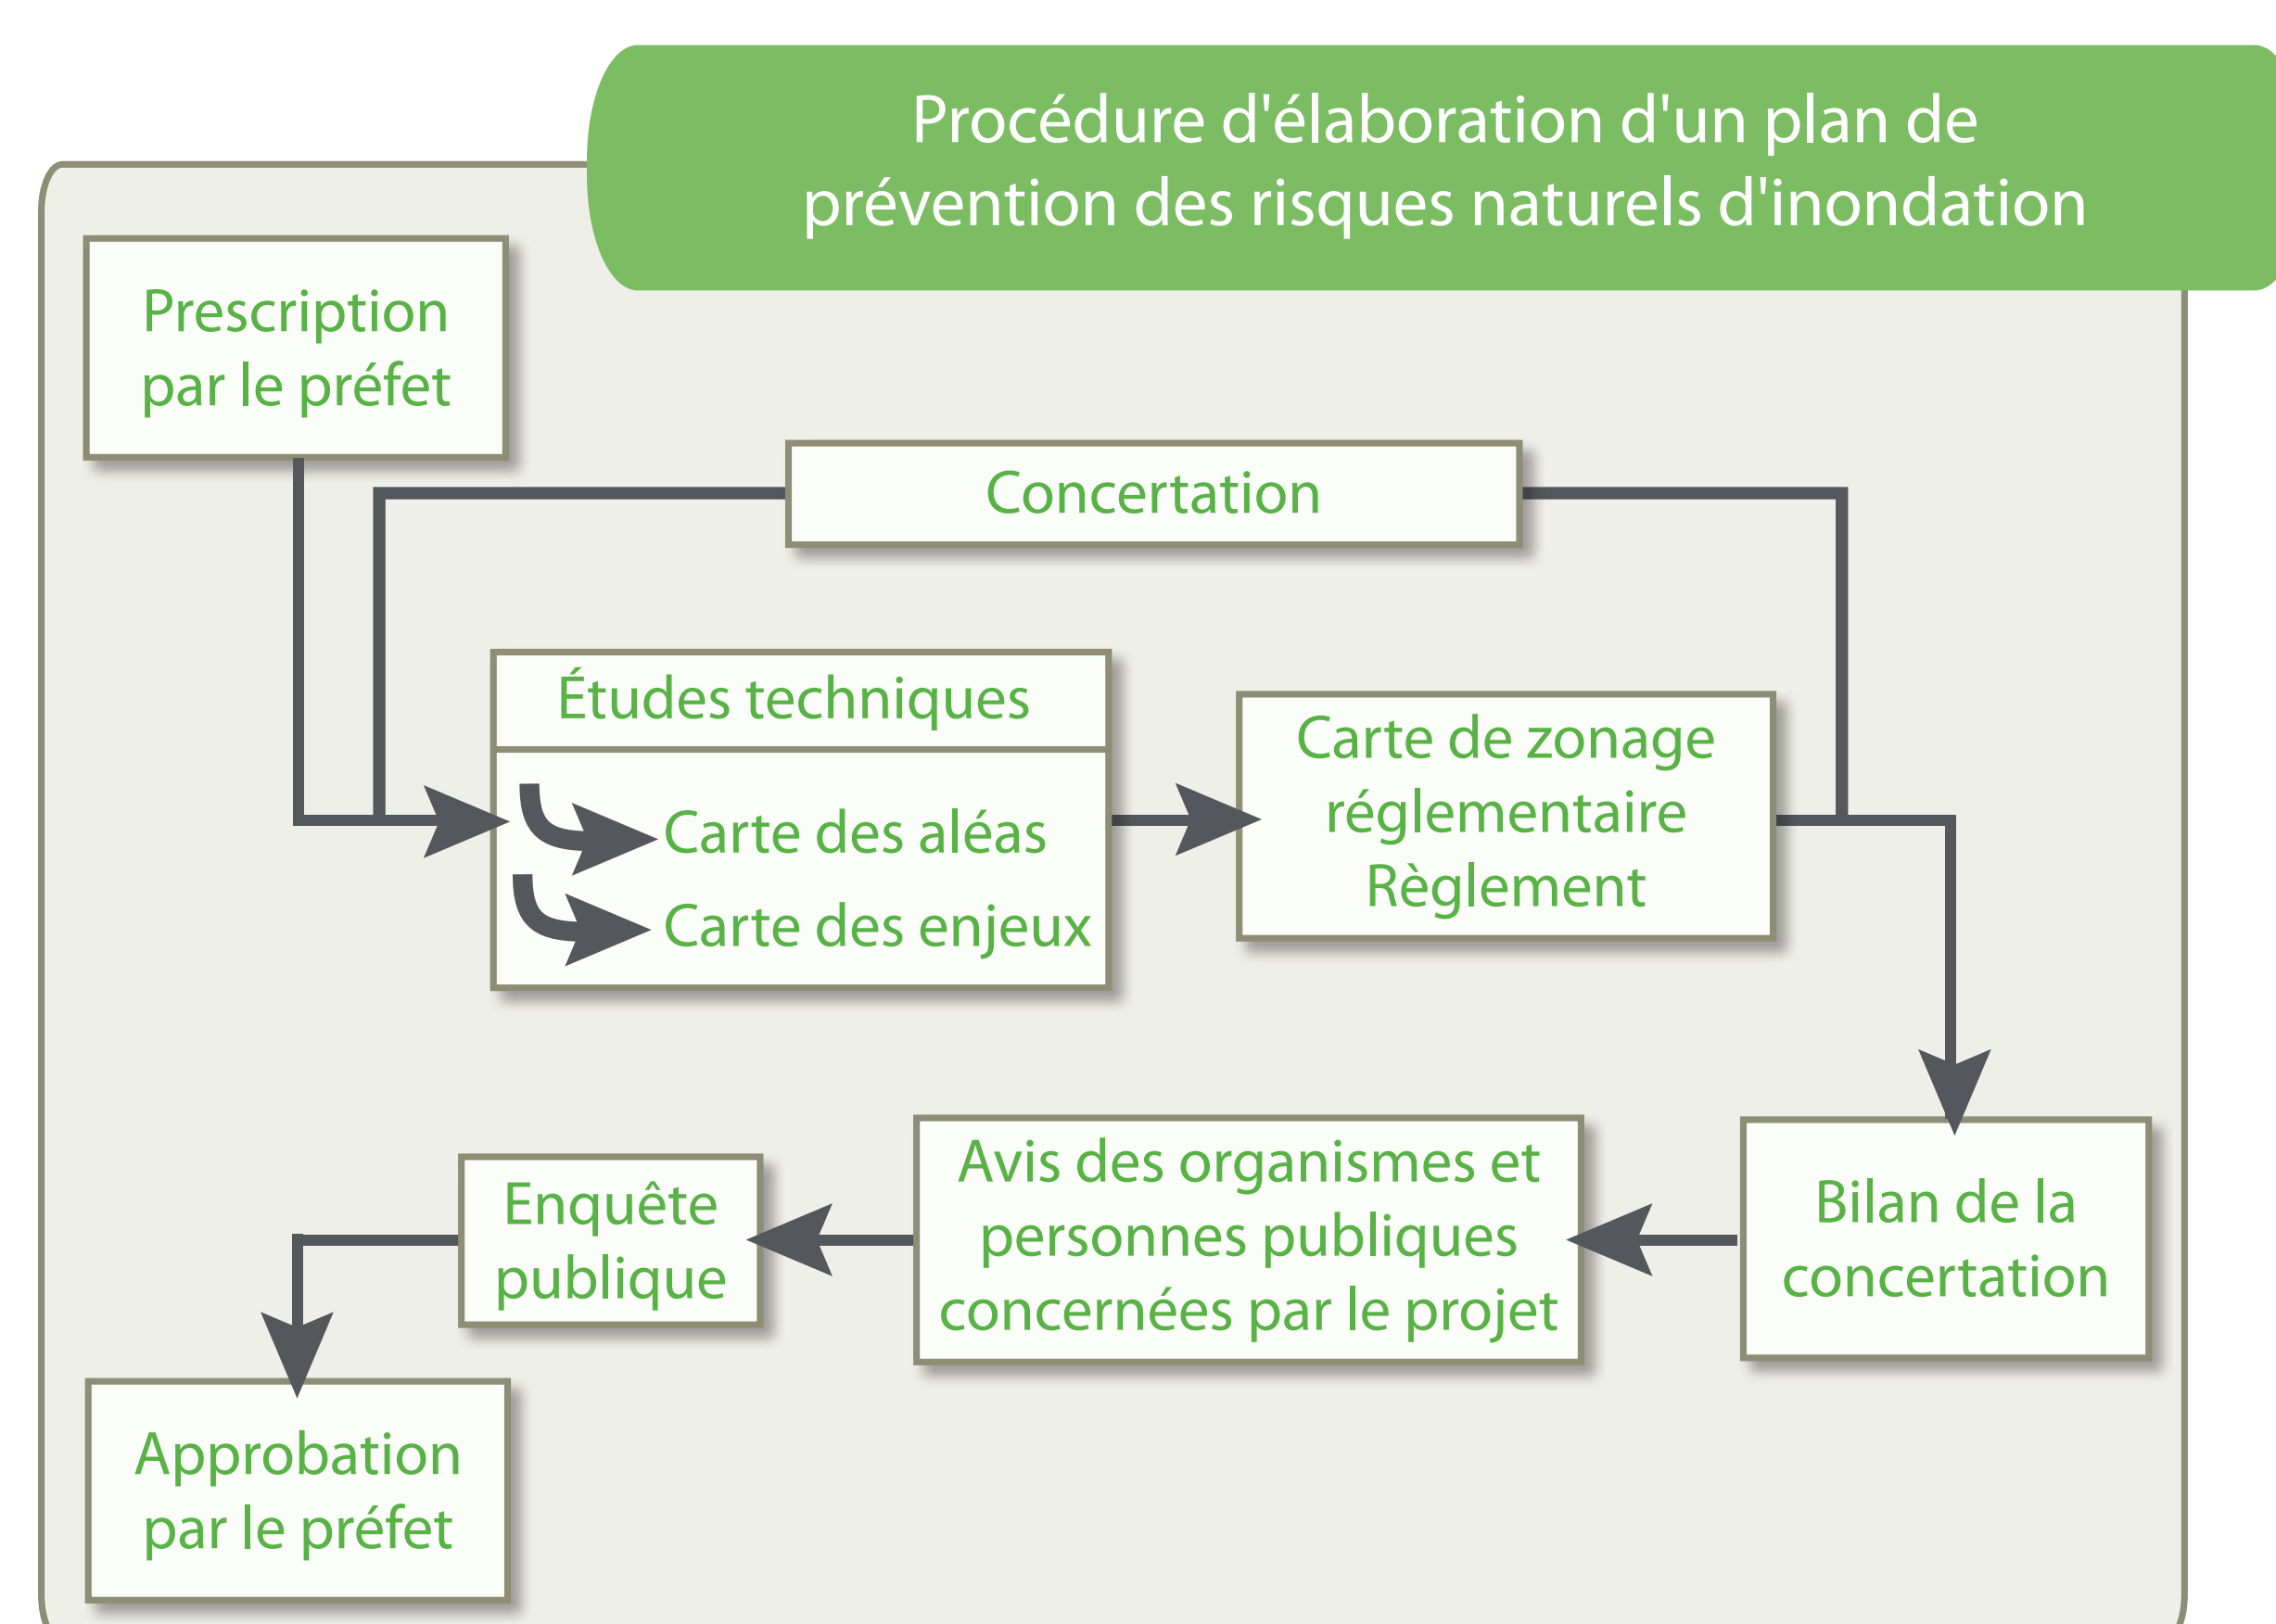 Procédure d'élaboration d'un plan de
prévention des risques naturels d'inondation
Prescription
par le préfet
Concertation
Études techniques
Carte des aléas
Carte des enjeux
Carte de zonage
réglementaire
Règlement
Bilan de la
concertation
Avis des organismes et
personnes publiques
concernées par le projet
Enquête
publique
Approbation
par le préfet